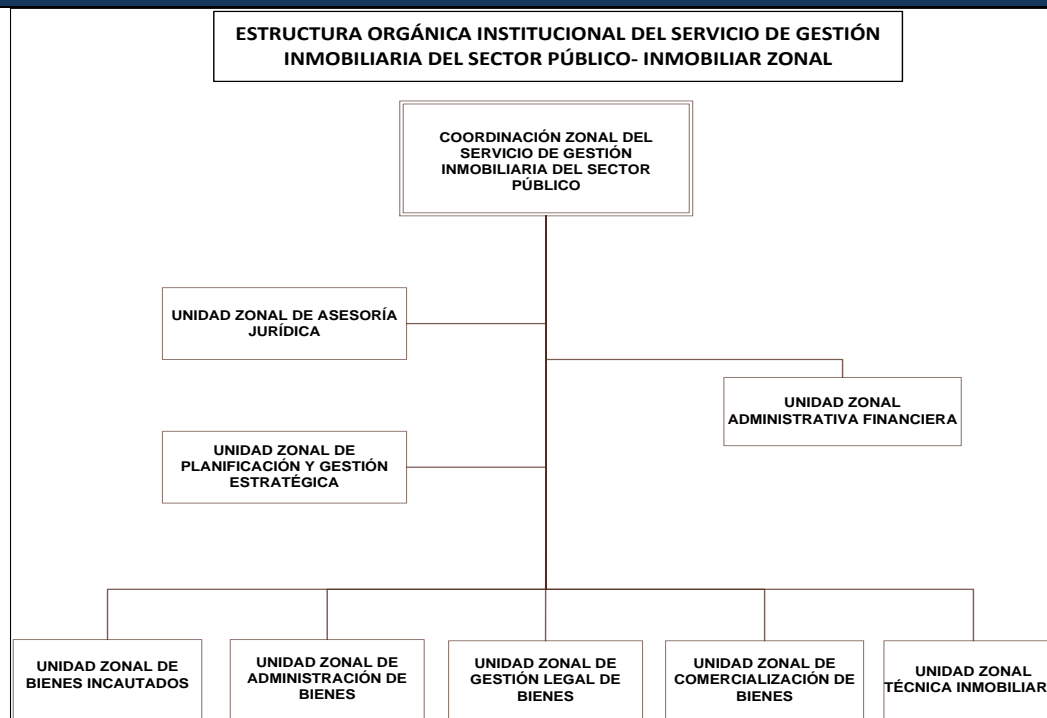 ESTRUCTURA ORGÁNICA INSTITUCIONAL DEL SERVICIO DE GESTIÓN
INMOBILIARIA DEL SECTOR PÚBLICO- INMOBILIAR ZONAL
COORDINACIÓN ZONAL DEL
SERVICIO DE GESTIÓN
INMOBILIARIA DEL SECTOR
PÚBLICO
UNIDAD ZONAL DE ASESORÍA
JURÍDICA
UNIDAD ZONAL
ADMINISTRATIVA FINANCIERA
UNIDAD ZONAL DE
PLANIFICACIÓN Y GESTIÓN
ESTRATÉGICA
UNIDAD ZONAL DE
BIENES INCAUTADOS
UNIDAD ZONAL DE
ADMINISTRACIÓN DE
BIENES
UNIDAD ZONAL DE
GESTIÓN LEGAL DE
BIENES
UNIDAD ZONAL DE
COMERCIALIZACIÓN DE
BIENES
UNIDAD ZONAL
TÉCNICA INMOBILIAR